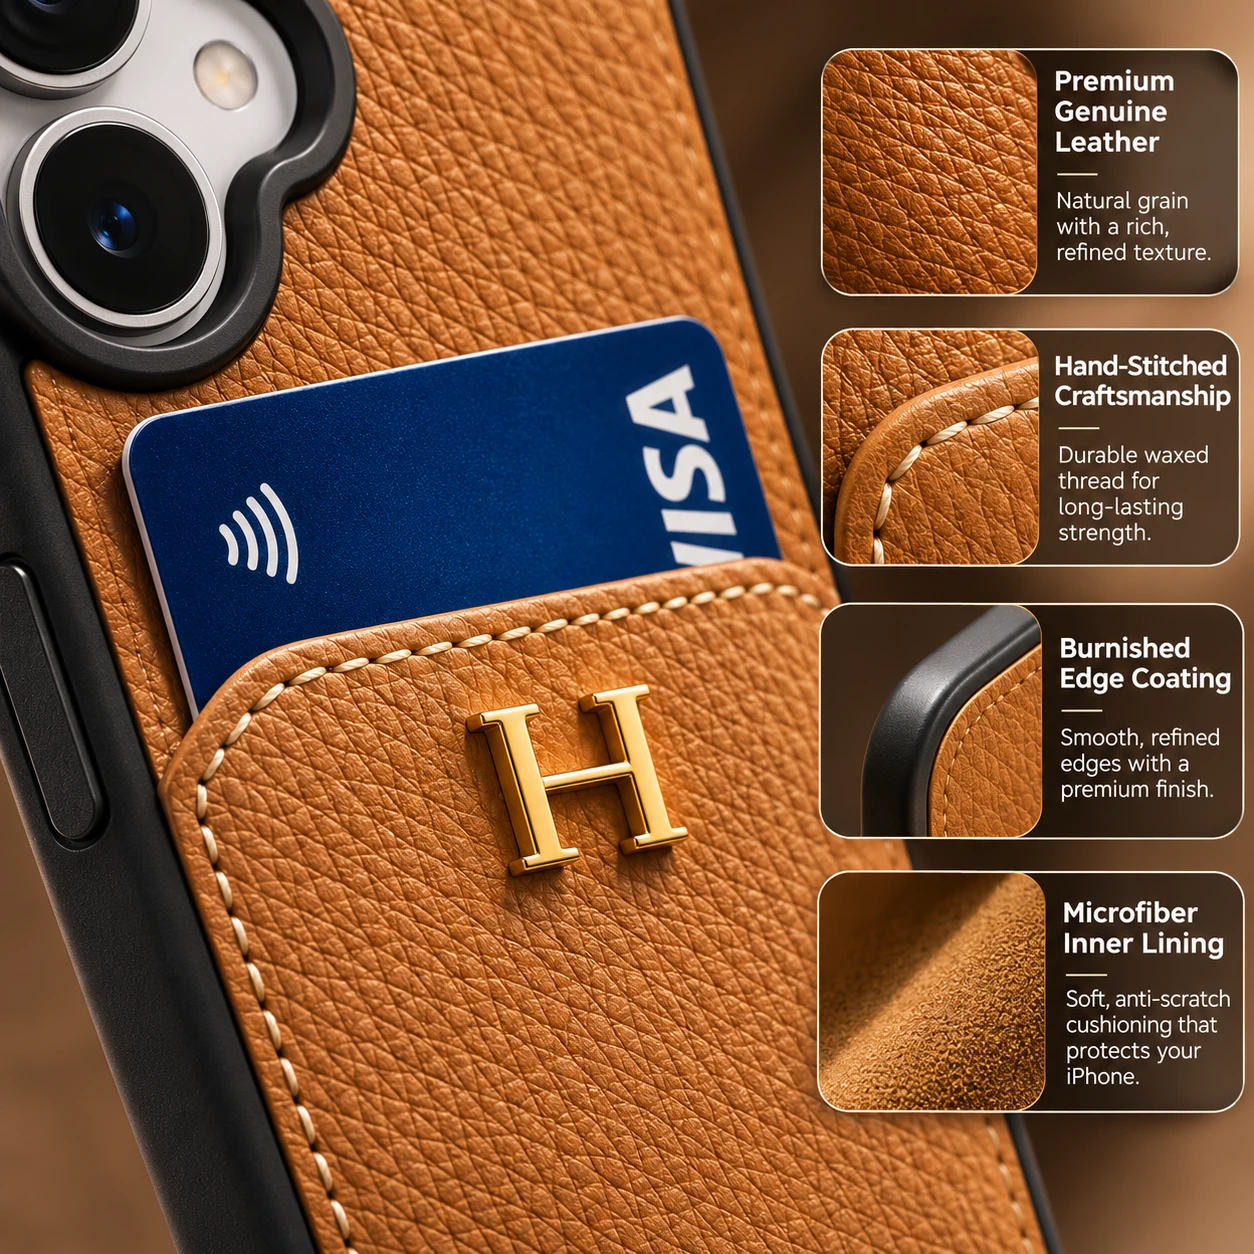 VISA
H
Premium
Genuine
Leather
Natural grain
with a rich,
refined texture.
Hand-Stitched
Craftsmanship
Durable waxed
thread for
long-lasting
strength.
Burnished
Edge Coating
Smooth, refined
edges with a
premium finish.
Microfiber
Inner Lining
Soft, anti-scratch
cushioning that
protects your
iPhone.